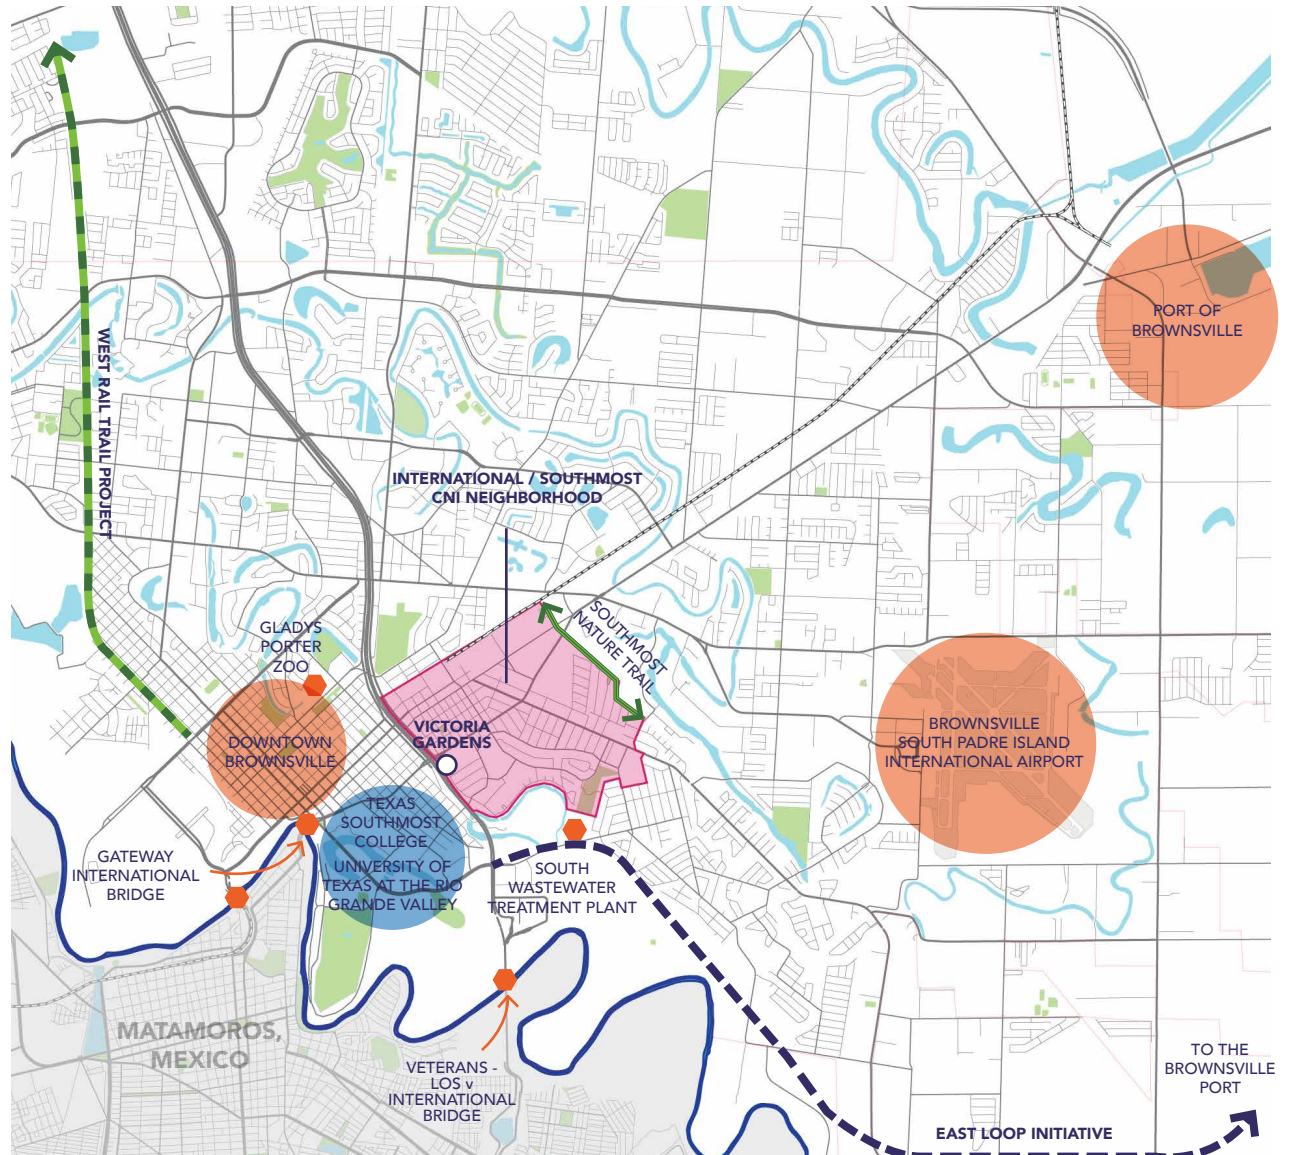 WEST RAIL TRAIL PROJECT
PORT OF
BROWNSVILLE
INTERNATIONAL / SOUTHMOST
CNI NEIGHBORHOOD
SOUTHMOST
NATURE TRAIL
GLADYS
PORTER
ZOO
VICTORIA
GARDENS
DOWNTOWN
BROWNSVILLE
BROWNSVILLE
SOUTH PADRE ISLAND
INTERNATIONAL AIRPORT
TEXAS
SOUTHMOST
COLLEGE
UNIVERSITY OF
TEXAS AT THE RIO
GRANDE VALLEY
GATEWAY
INTERNATIONAL
BRIDGE
SOUTH
WASTEWATER
TREATMENT PLANT
MATAMOROS,
MEXICO
VETERANS -
LOS v
INTERNATIONAL
BRIDGE
TO THE
BROWNSVILLE
PORT
EAST LOOP INITIATIVE